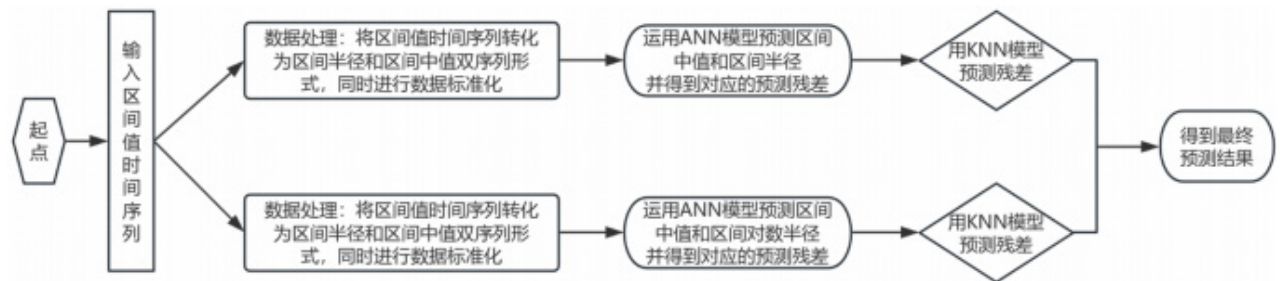 起点
输入区间值时间序列
数据处理：将区间值时间序列转化
为区间半径和区间中值双序列形
式，同时进行数据标准化
运用ANN模型预测区间
中值和区间半径
并得到对应的预测残差
用KNN模型
预测残差
数据处理：将区间值时间序列转化
为区间半径和区间中值双序列形
式，同时进行数据标准化
运用ANN模型预测区间
中值和区间对数半径
并得到对应的预测残差
用KNN模型
预测残差
得到最终
预测结果